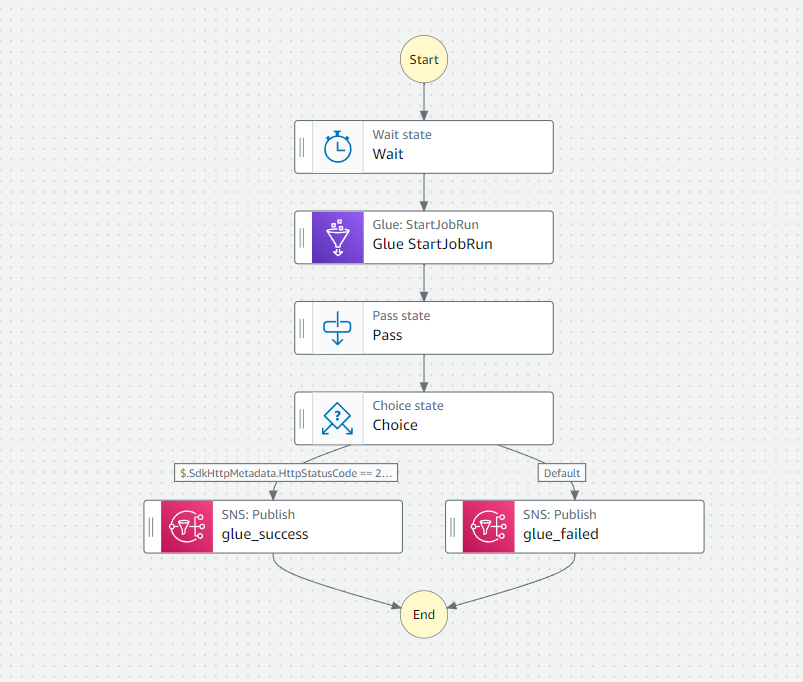 Start
Wait state
Wait
Glue: StartJobRun
Glue StartJobRun
Pass state
Pass
Choice state
Choice
$.SdkHttpMetadata.HttpStatusCode == 2...
Default
SNS: Publish
glue_success
SNS: Publish
glue_failed
End